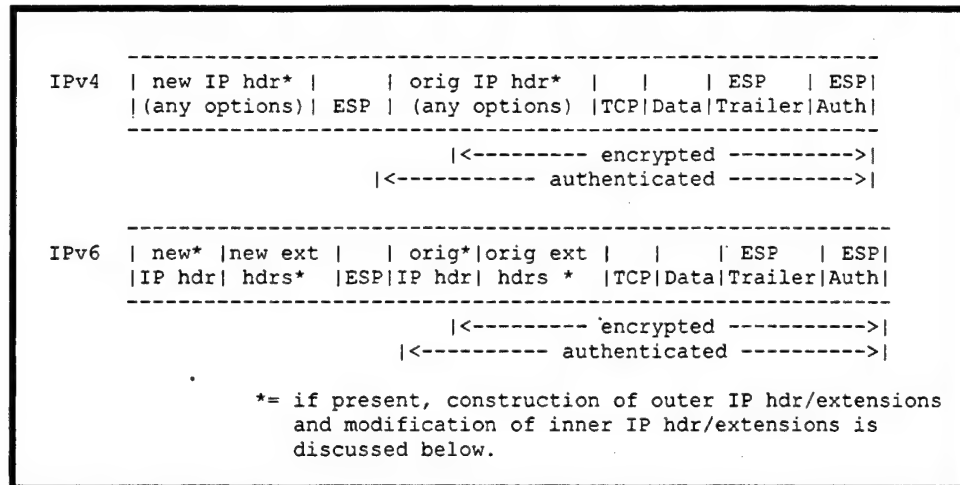 -----------------------------------------------------------
IPv4 | new IP hdr* | | orig IP hdr* | | | ESP | ESP|
|(any options)| ESP | (any options) |TCP|Data|Trailer|Auth|
-----------------------------------------------------------
|<--------- encrypted ---------->|
|<----------- authenticated ---------->|
------------------------------------------------------------
IPv6 | new* |new ext | | orig*|orig ext | | | ESP | ESP|
|IP hdr| hdrs* |ESP|IP hdr| hdrs * |TCP|Data|Trailer|Auth|
------------------------------------------------------------
|<--------- encrypted ----------->|
|<---------- authenticated ---------->|
*= if present, construction of outer IP hdr/extensions
and modification of inner IP hdr/extensions is
discussed below.